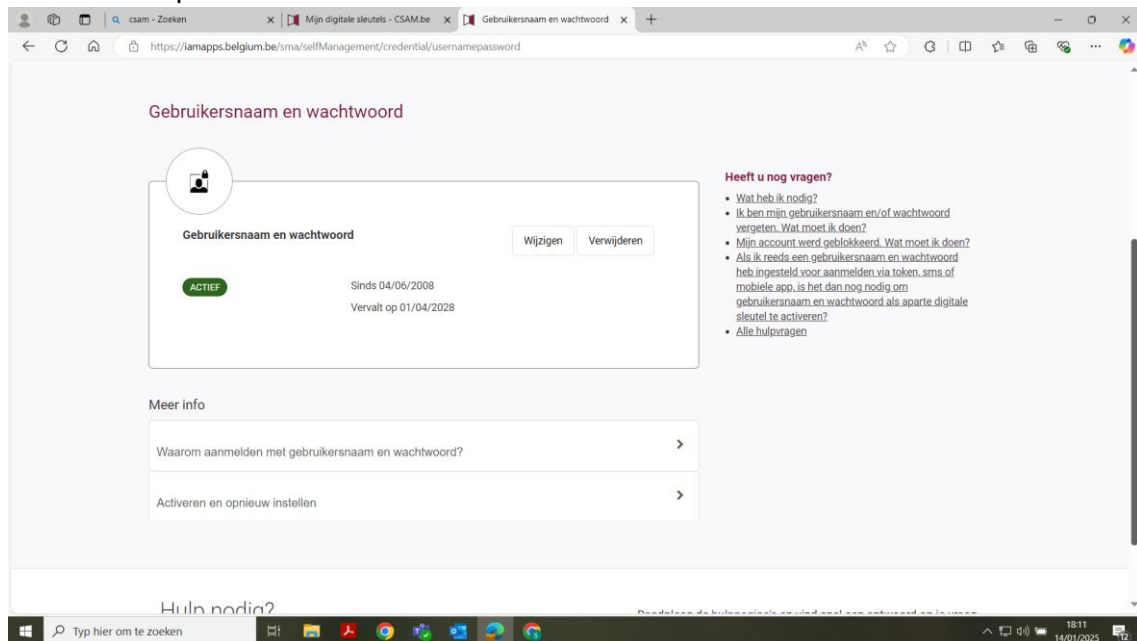 csam - Zoeken
Mijn digitale sleutels - CSAM.be
Gebruikersnaam en wachtwoord
https://iamapps.belgium.be/sma/selfManagement/credential/usernamepassword
Gebruikersnaam en wachtwoord
Gebruikersnaam en wachtwoord
Wijzigen
Verwijderen
ACTIEF
Sinds 04/06/2008
Vervalt op 01/04/2028
Heeft u nog vragen?
Wat heb ik nodig?
Ik ben mijn gebruikersnaam en/of wachtwoord
vergeten. Wat moet ik doen?
Mijn account werd geblokkeerd. Wat moet ik doen?
Als ik reeds een gebruikersnaam en wachtwoord
heb ingesteld voor aanmelden via token, sms of
mobiele app, is het dan nog nodig om
gebruikersnaam en wachtwoord als aparte digitale
sleutel te activeren?
Alle hulpvragen
Meer info
Waarom aanmelden met gebruikersnaam en wachtwoord?
Activeren en opnieuw instellen
Hulp nodig?
Typ hier om te zoeken
18:11
14/01/2025